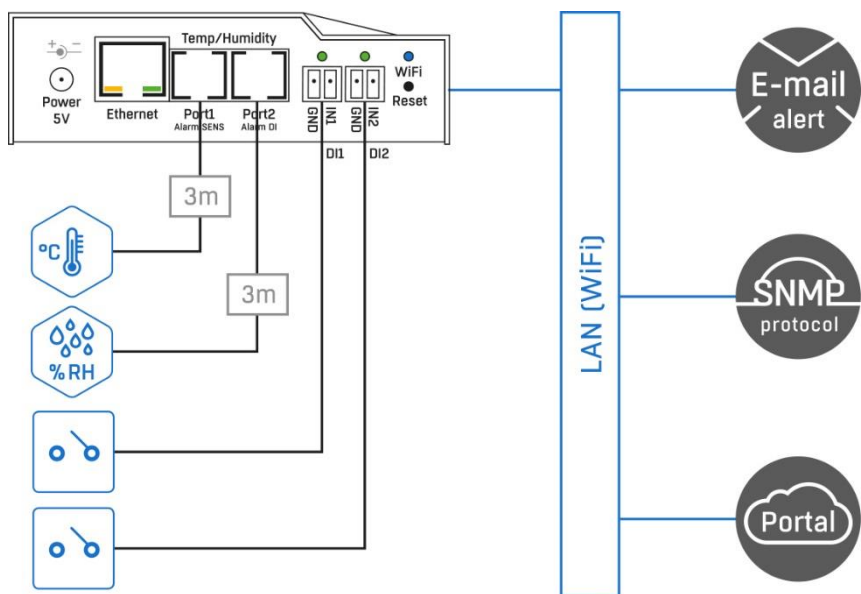 Temp/Humidity
+ -
Power
5V
Ethernet
Port1
Alarm SENS
Port2
Alarm DI
GND
IN1
GND
IN2
WiFi
Reset
DI1
DI2
3m
°C
3m
%RH
LAN (WiFi)
E-mail
alert
SNMP
protocol
Portal